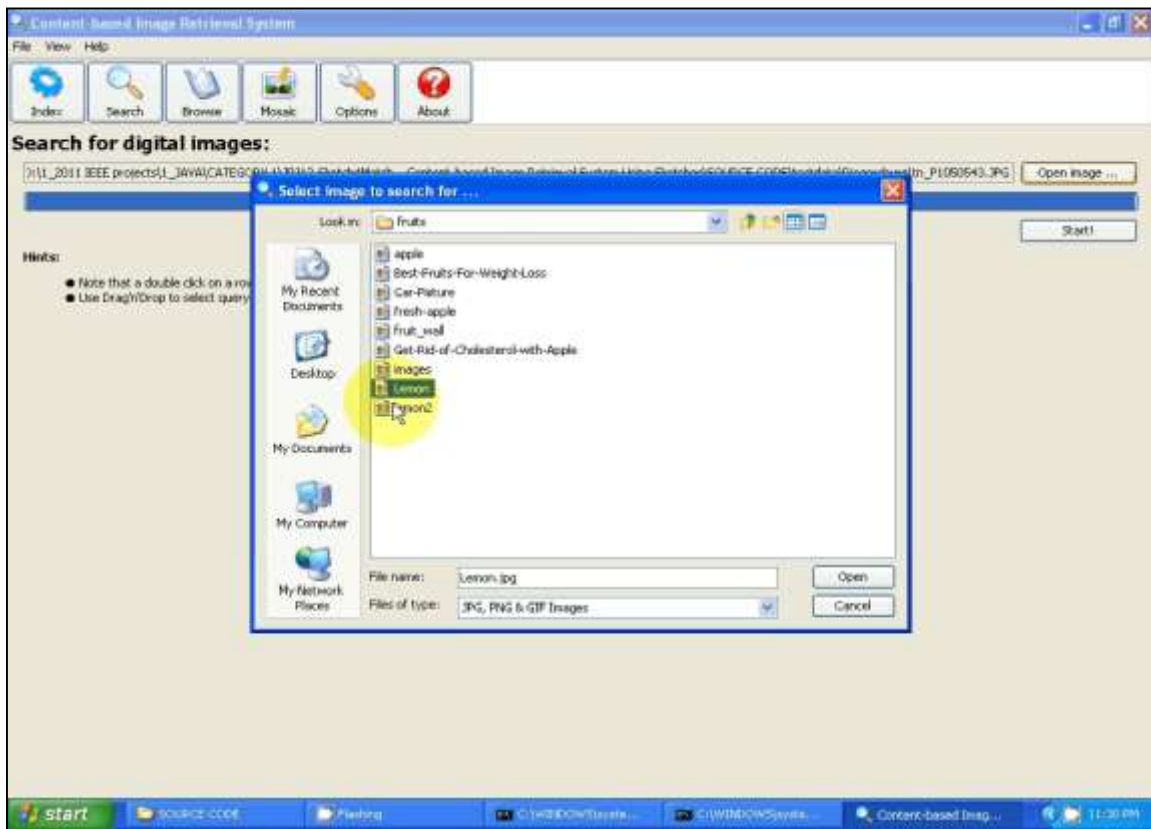 Content-based Image Retrieval System
File View Help
Index Search Browse Mosaic Options About
Search for digital images:
Open image ...
Select image to search for ...
Start!
Look in: fruits
Hints:
Note that a double click on a
Use Drag'n'Drop to select query
My Recent Documents
Desktop
My Documents
My Computer
My Network Places
apple
Best-Fruits-For-Weight-Loss
Car-Picture
fresh-apple
fruit_wall
Get-Rid-of-Cholesterol-with-Apple
images
Lemon
File name: Lemon.jpg Open
Files of type: JPG, PNG & GIF Images Cancel
start SOURCE CODE Content-based Imag... 11:30 PM